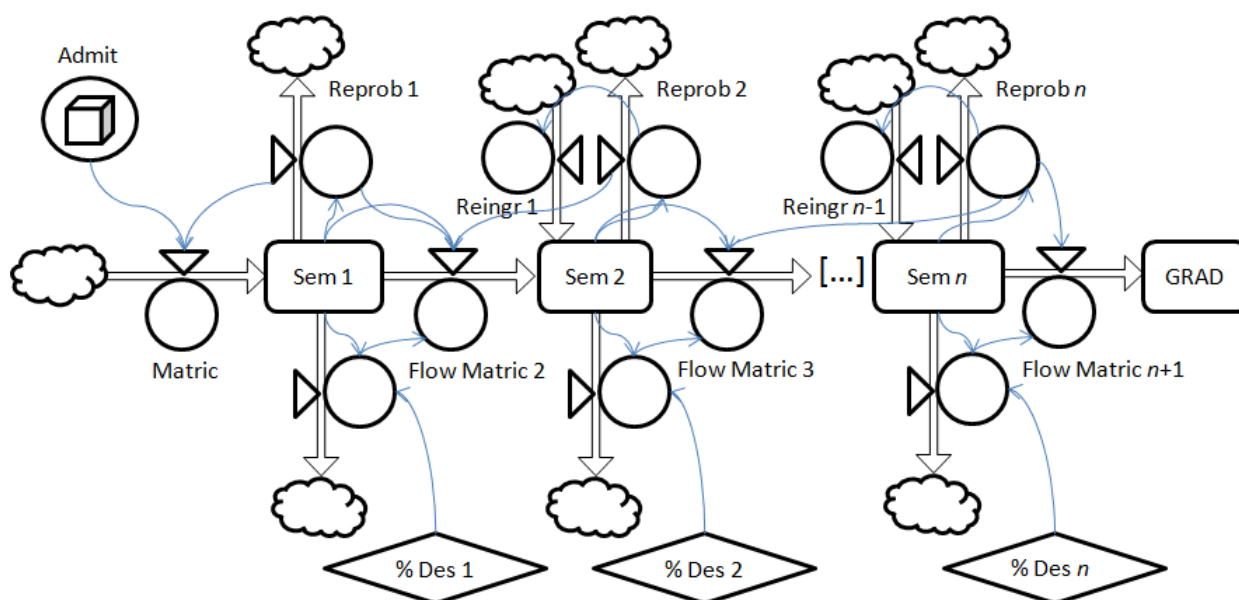 Admit
Reprob 1
Reprob 2
Reprob n
Reingr 1
Reingr n-1
Sem 1
Sem 2
[...]
Sem n
GRAD
Matric
Flow Matric 2
Flow Matric 3
Flow Matric n+1
% Des 1
% Des 2
% Des n